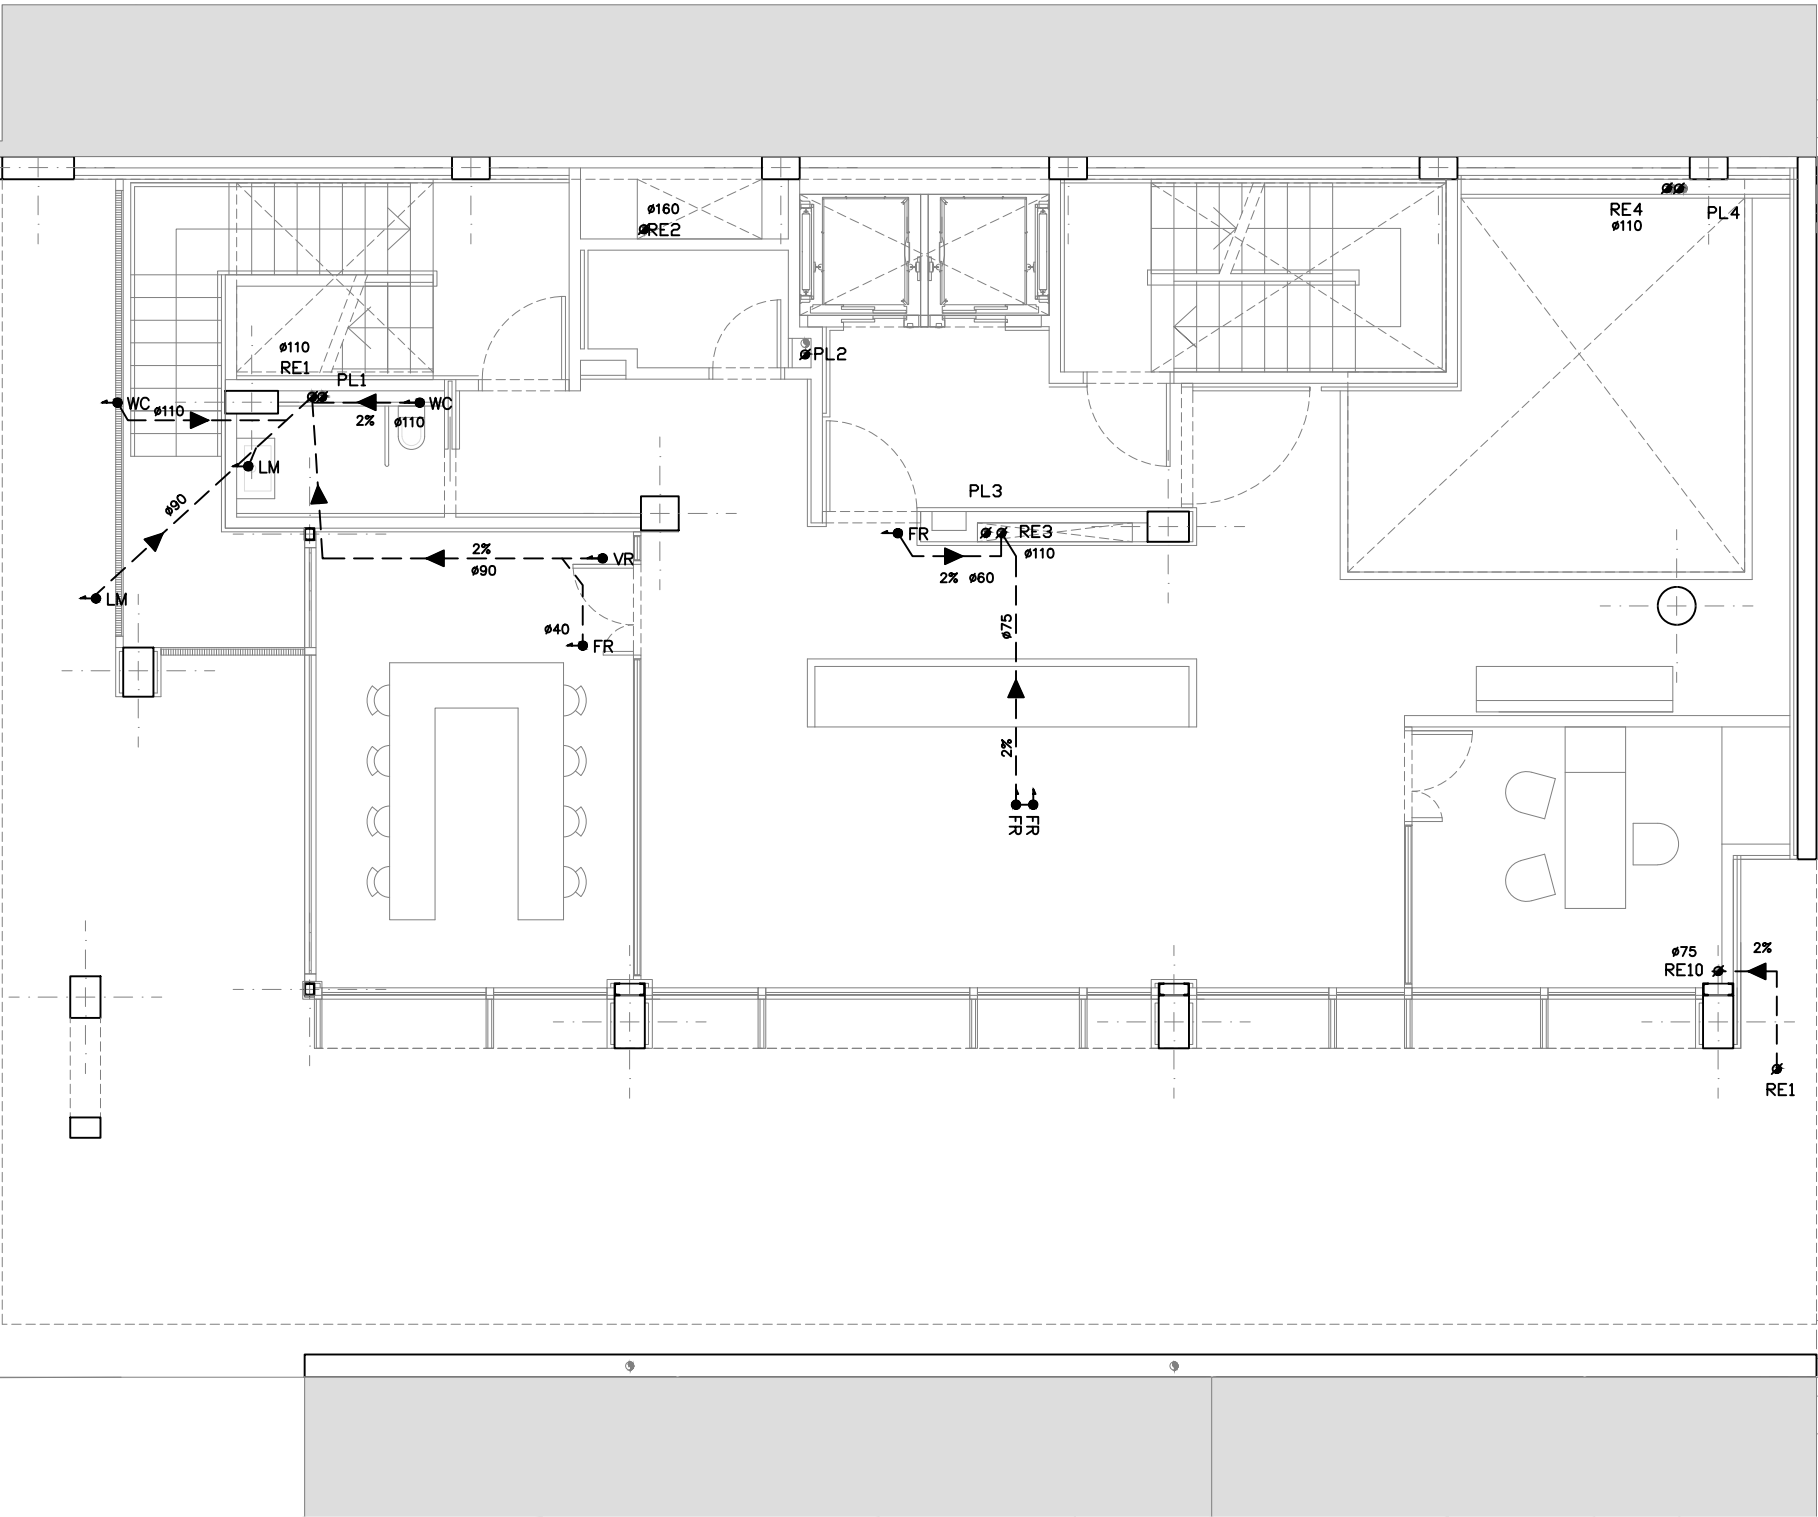 ø160
RE2
RE4
ø110
PL4
ø110
RE1
PL1
PL2
WC
ø110
WC
2%
ø110
LM
ø90
LM
2%
ø90
VR
ø40
FR
PL3
FR
RE3
ø110
2% ø60
ø75
2%
FR
FR
ø75
RE10
2%
RE1